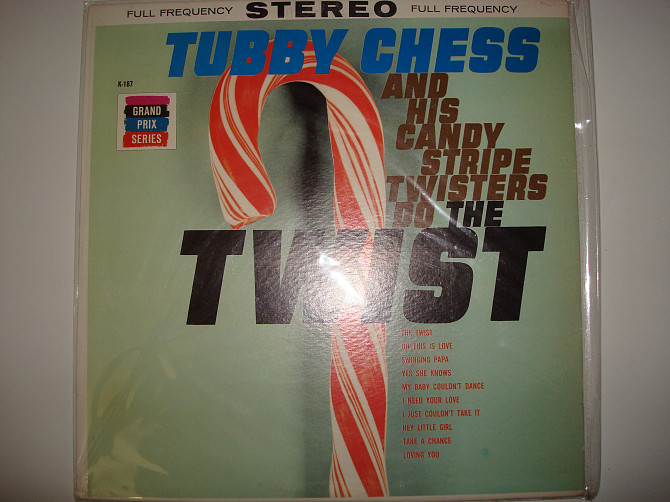 FULL FREQUENCY STEREO FULL FREQUENCY
TUBBY CHESS
K-187
GRAND
PRIX
SERIES
AND
HIS
CANDY
STRIPE
TWISTERS
DO THE
TWIST
THE TWIST
OH THIS IS LOVE
SWINGING PAPA
YES SHE KNOWS
MY BABY COULDN'T DANCE
I NEED YOUR LOVE
I JUST COULDN'T TAKE IT
HEY LITTLE GIRL
TAKE A CHANCE
LOVING YOU